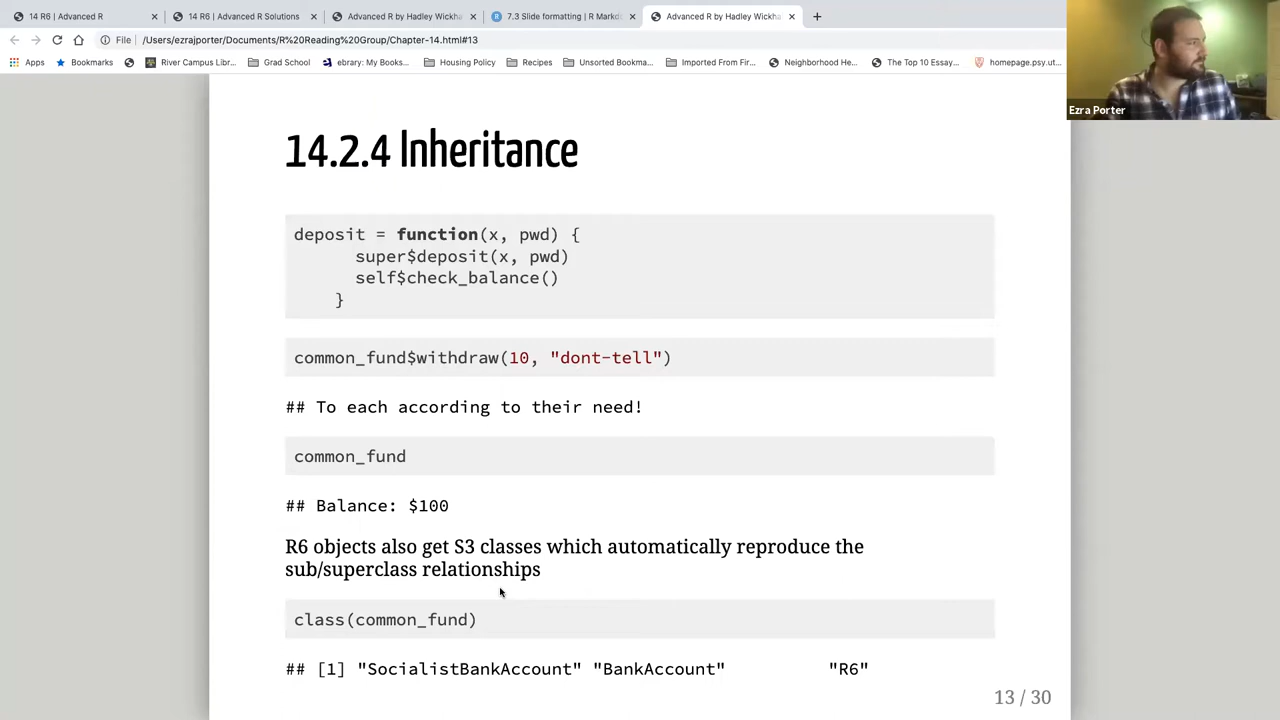 14 R6 | Advanced R
14 R6 | Advanced R Solutions
Advanced R by Hadley Wickha
7.3 Slide formatting | R Markd
Advanced R by Hadley Wickha
File
/Users/ezrajporter/Documents/R%20Reading%20Group/Chapter-14.html#13
Apps
Bookmarks
River Campus Libr...
Grad School
ebrary: My Books...
Housing Policy
Recipes
Unsorted Bookma...
Imported From Fir...
Neighborhood He...
The Top 10 Essay...
homepage.psy.ut...
Ezra Porter
14.2.4 Inheritance
deposit = function(x, pwd) {
super$deposit(x, pwd)
self$check_balance()
}
common_fund$withdraw(10, "dont-tell")
## To each according to their need!
common_fund
## Balance: $100
R6 objects also get S3 classes which automatically reproduce the
sub/superclass relationships
class(common_fund)
## [1] "SocialistBankAccount" "BankAccount" "R6"
13 / 30